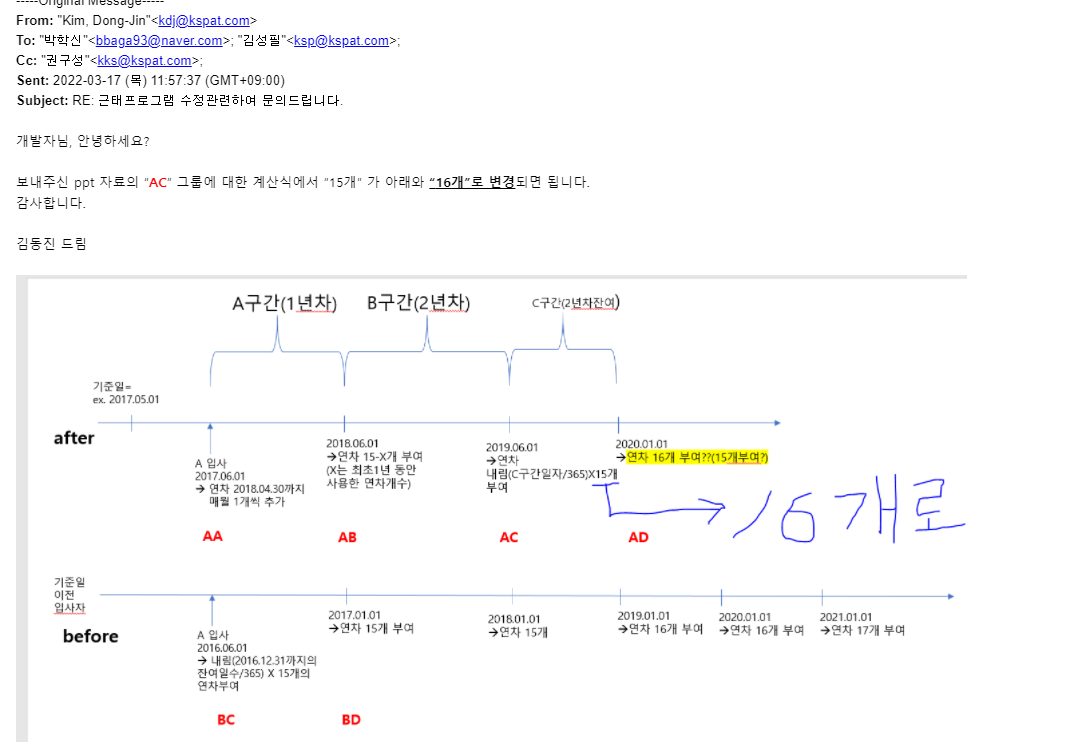 -----Original Message-----
From: "Kim, Dong-Jin"<kdj@kspat.com>
To: "박학신"<bbaga93@naver.com>; "김성필"<ksp@kspat.com>;
Cc: "권구성"<kks@kspat.com>;
Sent: 2022-03-17 (목) 11:57:37 (GMT+09:00)
Subject: RE: 근태프로그램 수정관련하여 문의드립니다.
개발자님, 안녕하세요?
보내주신 ppt 자료의 "AC" 그룹에 대한 계산식에서 "15개" 가 아래와 "16개"로 변경되면 됩니다.
감사합니다.
김동진 드림
A구간(1년차) B구간(2년차) C구간(2년차잔여)
기준일=
ex. 2017.05.01
after
A 입사
2017.06.01
→ 연차 2018.04.30까지
매월 1개씩 추가
2018.06.01
→연차 15-X개 부여
(X는 최초1년 동안
사용한 연차개수)
2019.06.01
→연차
내림(C구간일자/365)X15개
부여
2020.01.01
→연차 16개 부여??(15개부여?)
16개로
AA AB AC AD
기준일
이전
입사자
before
A 입사
2016.06.01
→ 내림(2016.12.31까지의
잔여일수/365) X 15개의
연차부여
2017.01.01
→연차 15개 부여
2018.01.01
→연차 15개
2019.01.01
→연차 16개 부여
2020.01.01
→연차 16개 부여
2021.01.01
→연차 17개 부여
BC BD